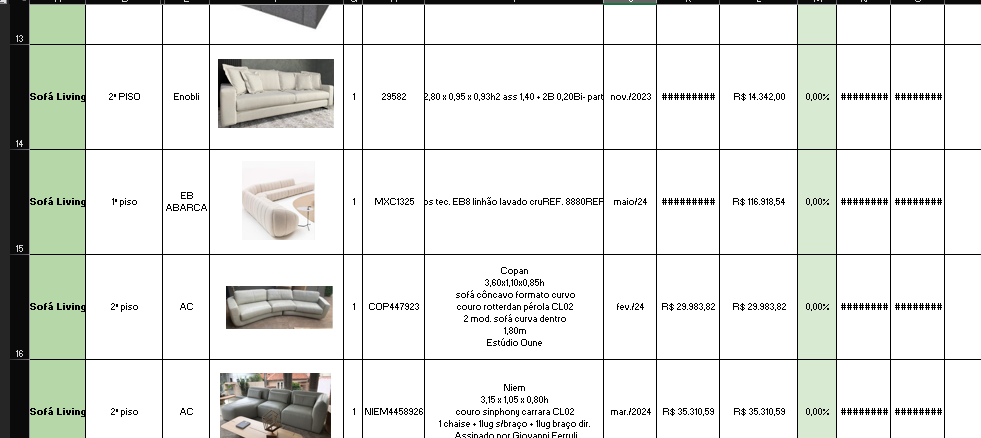 13
Sofá Living 2º PISO Enobli 1 29582 2,80 x 0,95 x 0,93h2 ass 1,40 + 2B 0,20Bi- part nov./2023 ######### R$ 14.342,00 0,00% ######## ########
14
Sofá Living 1º piso EB ABARCA 1 MXC1325 os tec. EB8 linhão lavado cruREF. 8880REF maio/24 ######### R$ 116.918,54 0,00% ######## ########
15
Sofá Living 2º piso AC 1 COP447923 fev./24 R$ 29.983,82 R$ 29.983,82 0,00% ######## ########
Copan
3,60x1,10x0,85h
sofá côncavo formato curvo
couro rotterdan pérola CL02
2 mod. sofá curva dentro
1,80m
Estúdio Oune
16
Sofá Living 2º piso AC 1 NIEM4458926 mar./2024 R$ 35.310,59 R$ 35.310,59 0,00% ######## ########
Niem
3,15 x 1,05 x 0,80h
couro sinphony carrara CL02
1 chaise + 1lug s/braço + 1lug braço dir.
Assinado por Giovanni Ferruli